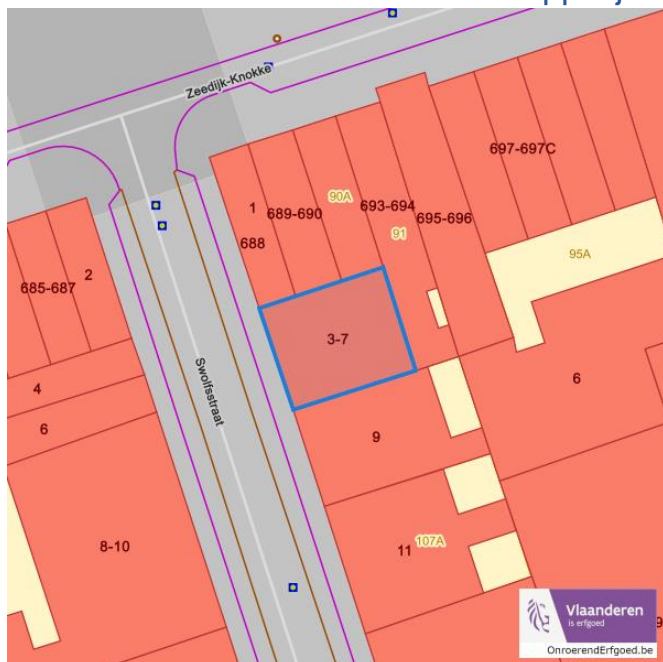 Zeedijk-Knokke
697-697C
1
689-690
90A
693-694
688
91
695-696
95A
2
685-687
3-7
4
6
6
Swolfsstraat
9
8-10
11
107A
Vlaanderen
is erfgoed
OnroerendErfgoed.be